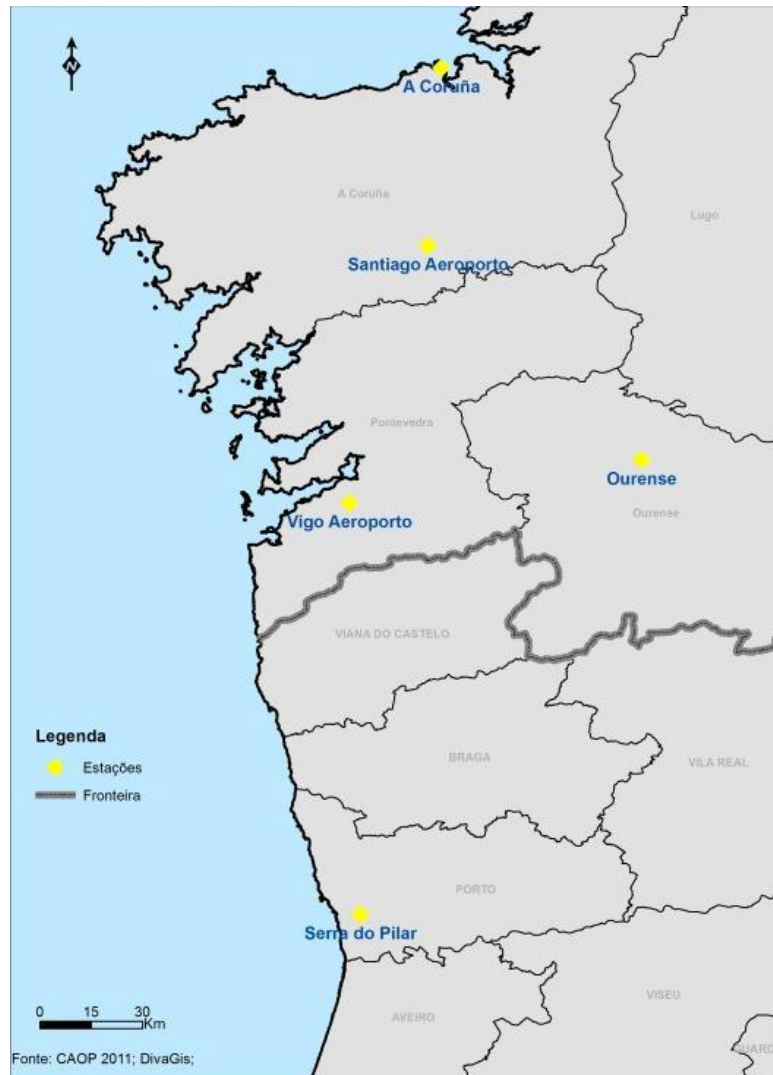 N
A Coruña
A Coruña
Lugo
Santiago Aeroporto
Pontevedra
Ourense
Ourense
Vigo Aeroporto
VIANA DO CASTELO
Legenda
Estações
Fronteira
BRAGA
VILA REAL
PORTO
Serra do Pilar
VISEU
AVEIRO
0 15 30
Km
GUARD
Fonte: CAOP 2011; DivaGis;